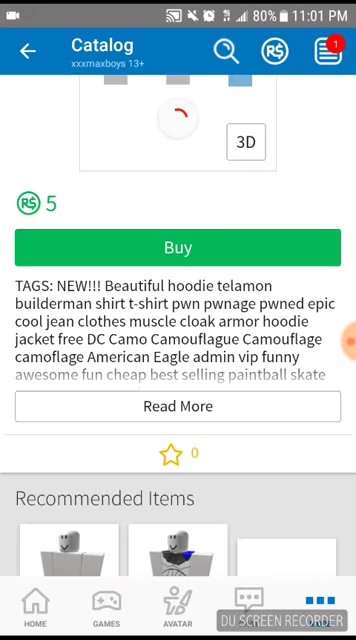 80% 11:01 PM
Catalog
xxxmaxboys 13+
R$
1
3D
R$ 5
Buy
TAGS: NEW!!! Beautiful hoodie telamon
builderman shirt t-shirt pwn pwnage pwned epic
cool jean clothes muscle cloak armor hoodie
jacket free DC Camo Camouflague Camouflage
camoflage American Eagle admin vip funny
awesome fun cheap best selling paintball skate
Read More
0
Recommended Items
HOME GAMES AVATAR
DU SCREEN RECORDER